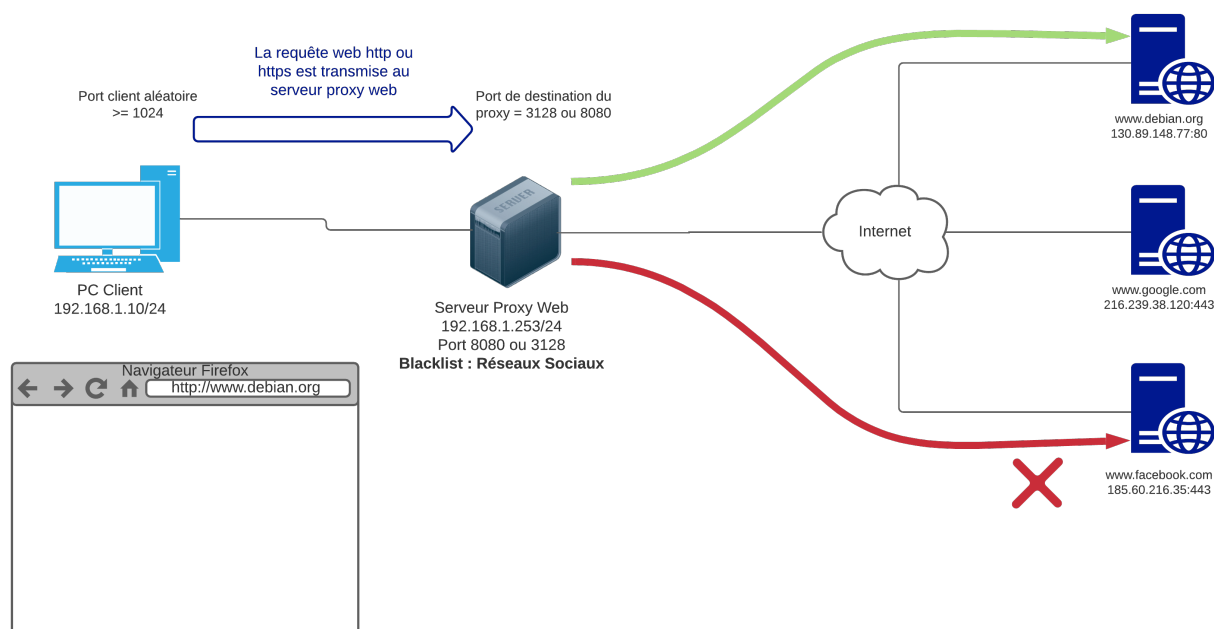 La requête web http ou
https est transmise au
serveur proxy web
Port client aléatoire
>= 1024
Port de destination du
proxy = 3128 ou 8080
www.debian.org
130.89.148.77:80
SERVER
Internet
PC Client
192.168.1.10/24
Serveur Proxy Web
192.168.1.253/24
Port 8080 ou 3128
Blacklist : Réseaux Sociaux
www.google.com
216.239.38.120:443
Navigateur Firefox
http://www.debian.org
www.facebook.com
185.60.216.35:443